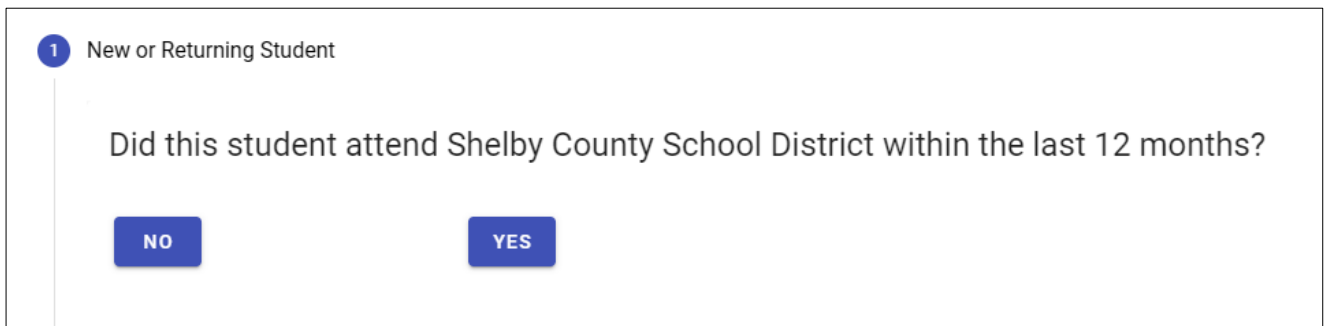 1 New or Returning Student
Did this student attend Shelby County School District within the last 12 months?
NO YES